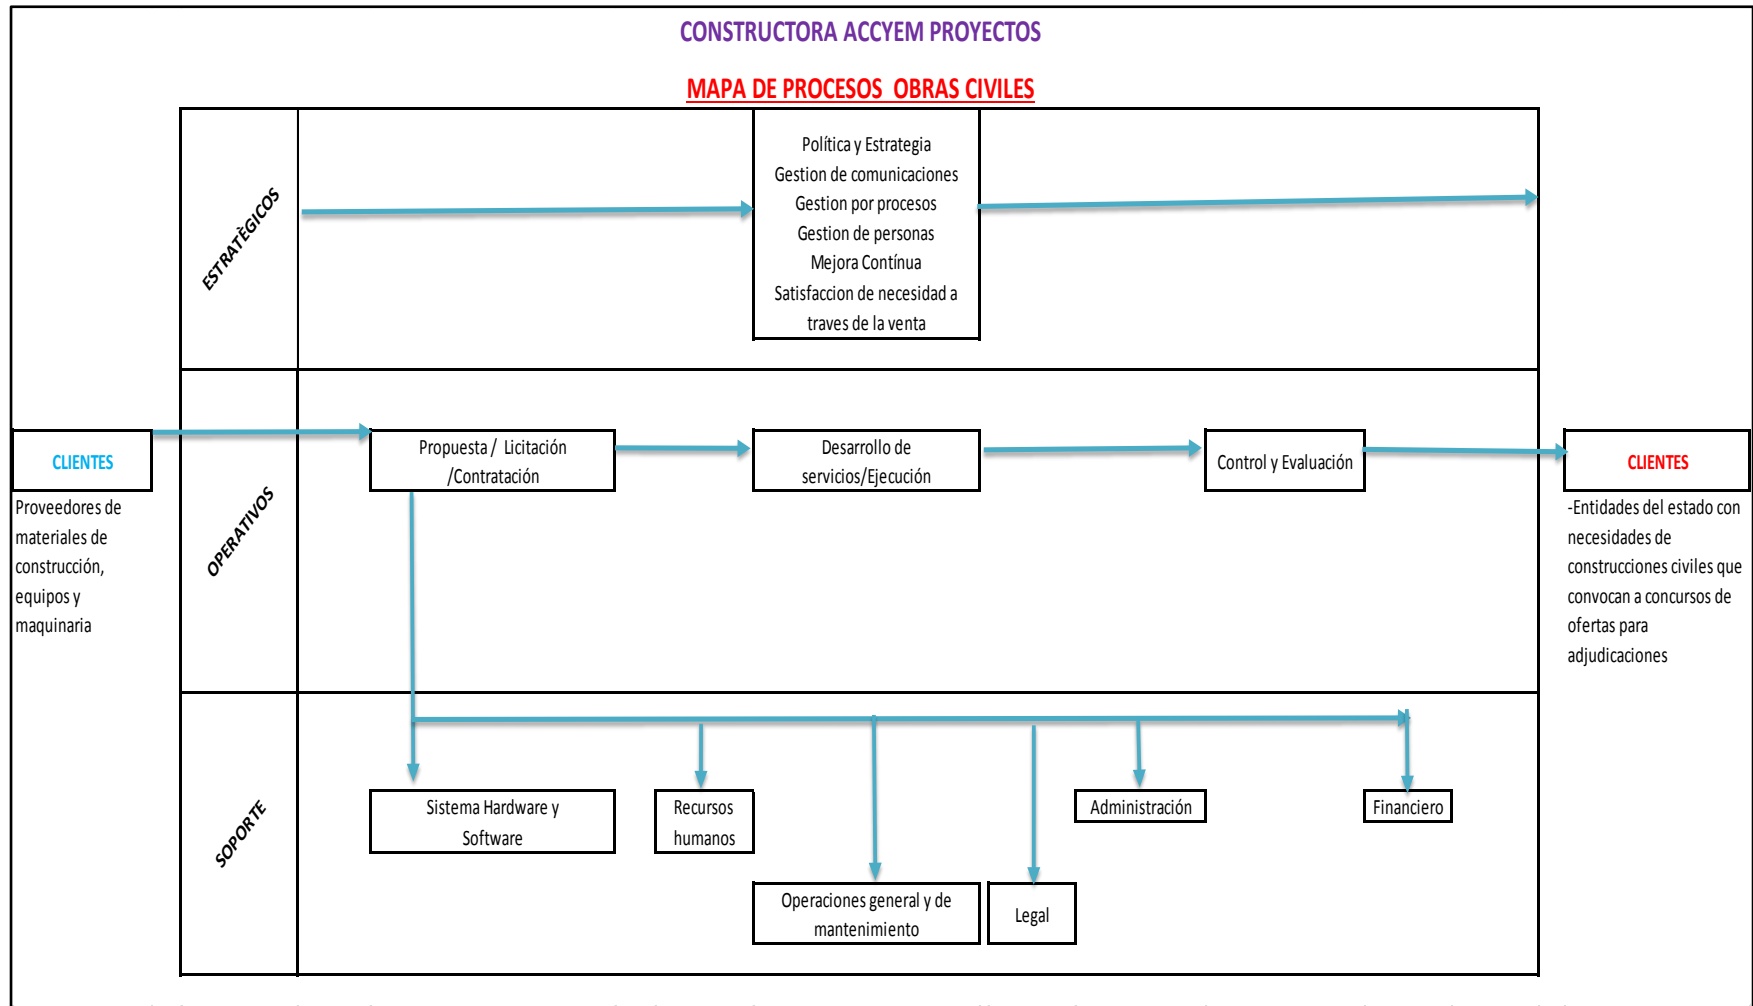 CONSTRUCTORA ACCYEM PROYECTOS
MAPA DE PROCESOS  OBRAS CIVILES
ESTRATÈGICOS
Política y Estrategia
Gestion de comunicaciones
Gestion por procesos
Gestion de personas
Mejora Contínua
Satisfaccion de necesidad a
traves de la venta
OPERATIVOS
CLIENTES
Proveedores de
materiales de
construcción,
equipos y
maquinaria
Propuesta /  Licitación
/Contratación
Desarrollo de
servicios/Ejecución
Control y Evaluación
CLIENTES
-Entidades del estado con
necesidades de
construcciones civiles que
convocan a concursos de
ofertas para
adjudicaciones
SOPORTE
Sistema Hardware y
Software
Recursos
humanos
Operaciones general y de
mantenimiento
Legal
Administración
Financiero